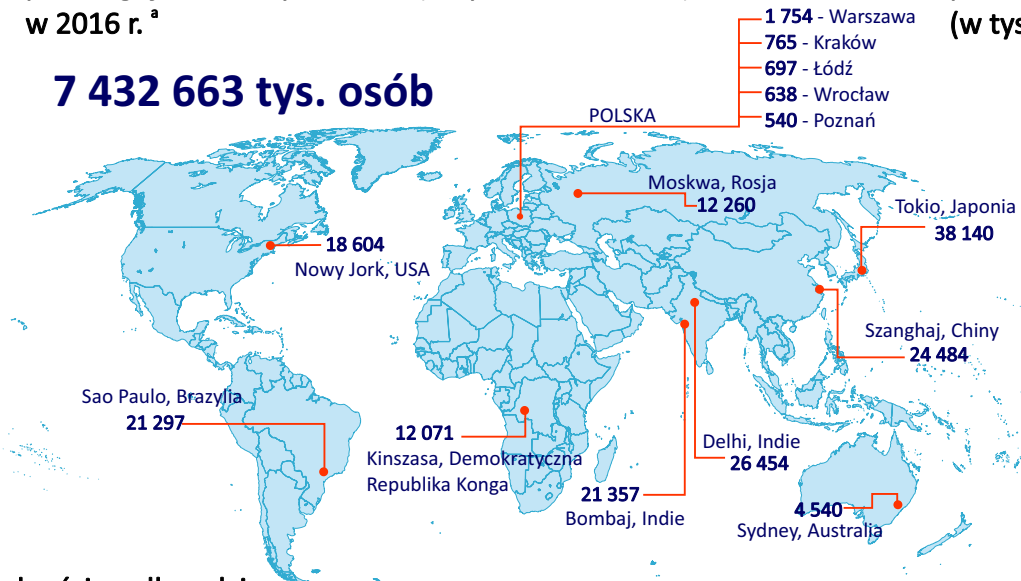 w 2016 r. ª
(w tys
7 432 663 tys. osób
1 754 - Warszawa
765 - Kraków
697 - Łódź
638 - Wrocław
540 - Poznań
POLSKA
Moskwa, Rosja
12 260
Tokio, Japonia
38 140
18 604
Nowy Jork, USA
Szanghaj, Chiny
24 484
Sao Paulo, Brazylia
21 297
12 071
Kinszasa, Demokratyczna
Republika Konga
Delhi, Indie
26 454
21 357
Bombaj, Indie
4 540
Sydney, Australia